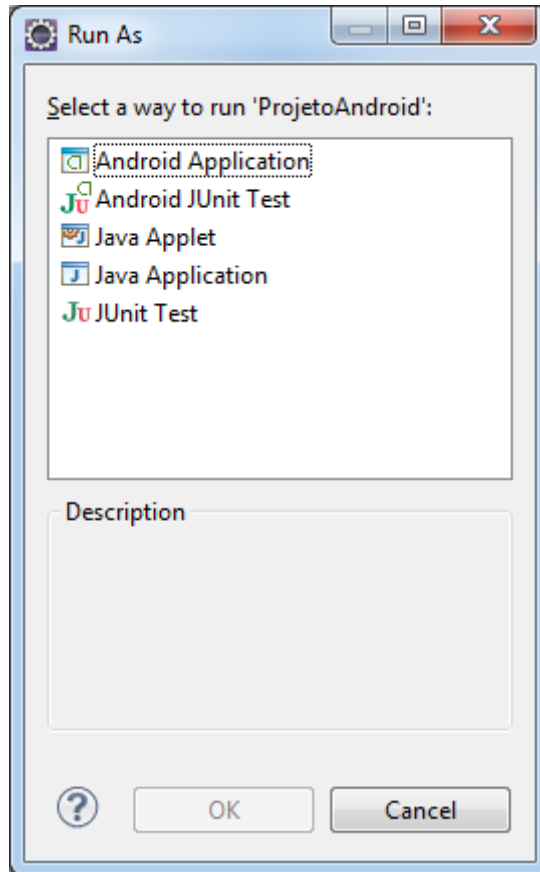 Run As
Select a way to run 'ProjetoAndroid':
Android Application
Android JUnit Test
Java Applet
Java Application
JUnit Test
Description
OK
Cancel